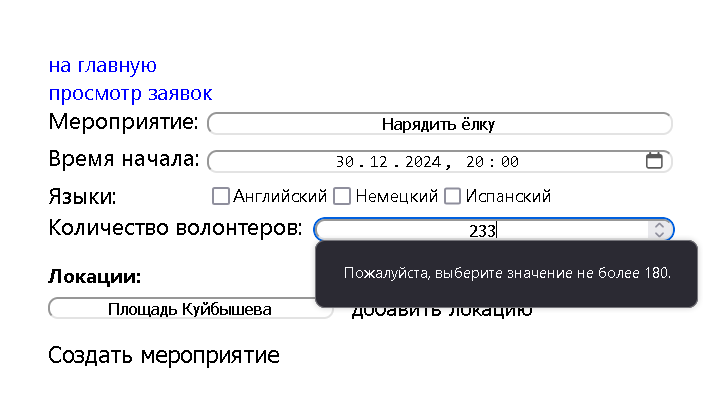 на главную
просмотр заявок
Мероприятие: Нарядить ёлку
Время начала: 30.12.2024, 20:00
Языки: Английский Немецкий Испанский
Количество волонтеров: 233
Пожалуйста, выберите значение не более 180.
Локации:
Площадь Куйбышева добавить локацию
Создать мероприятие